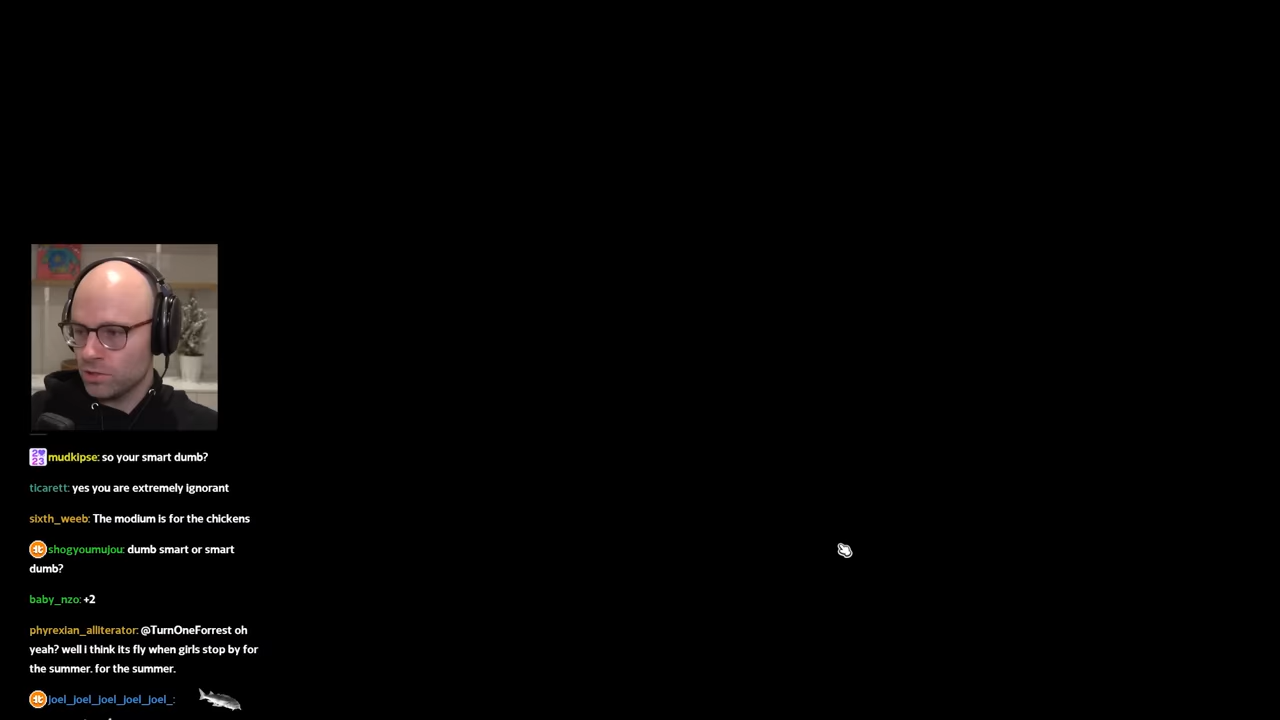 mudkipse: so your smart dumb?
ticarett: yes you are extremely ignorant
sixth_weeb: The modium is for the chickens
shogyoumujou: dumb smart or smart
dumb?
baby_nzo: +2
phyrexian_alliterator: @TurnOneForrest oh
yeah? well i think its fly when girls stop by for
the summer. for the summer.
joel_joel_joel_joel_joel_: